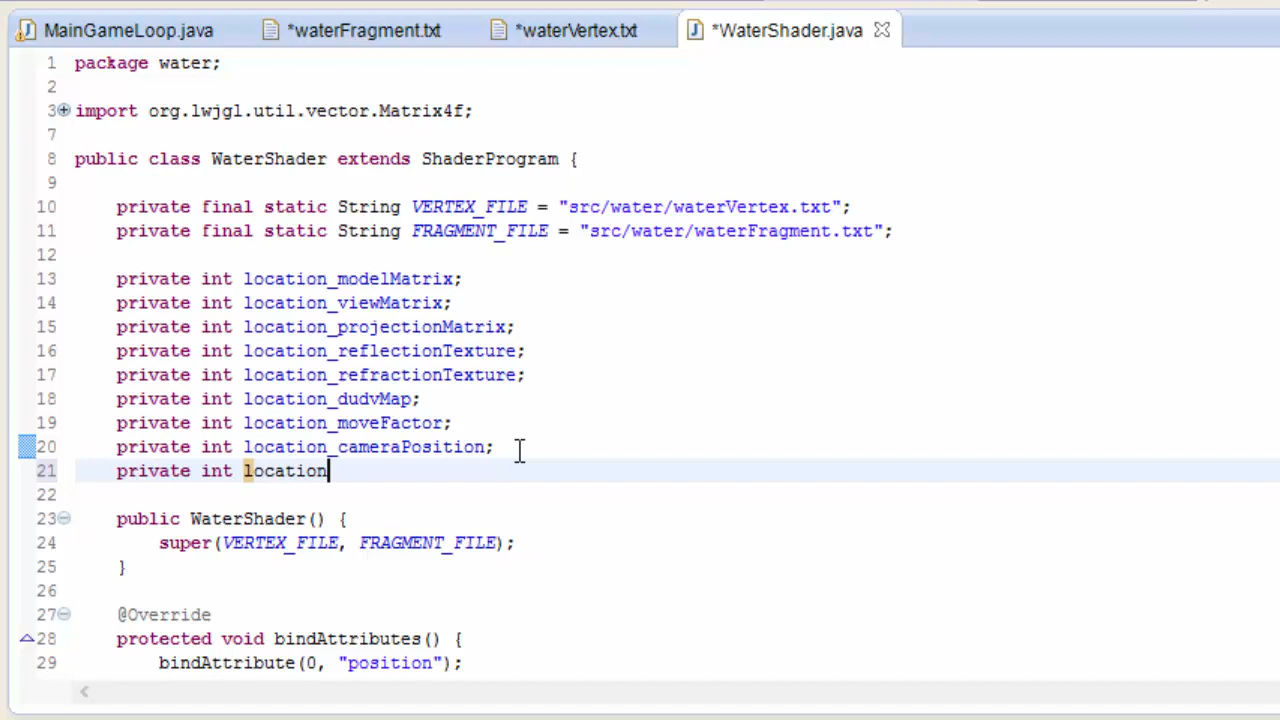 MainGameLoop.java *waterFragment.txt *waterVertex.txt *WaterShader.java
1 package water;
2
3 import org.lwjgl.util.vector.Matrix4f;
7
8 public class WaterShader extends ShaderProgram {
9
10 private final static String VERTEX_FILE = "src/water/waterVertex.txt";
11 private final static String FRAGMENT_FILE = "src/water/waterFragment.txt";
12
13 private int location_modelMatrix;
14 private int location_viewMatrix;
15 private int location_projectionMatrix;
16 private int location_reflectionTexture;
17 private int location_refractionTexture;
18 private int location_dudvMap;
19 private int location_moveFactor;
20 private int location_cameraPosition;
21 private int location
22
23 public WaterShader() {
24 super(VERTEX_FILE, FRAGMENT_FILE);
25 }
26
27 @Override
28 protected void bindAttributes() {
29 bindAttribute(0, "position");